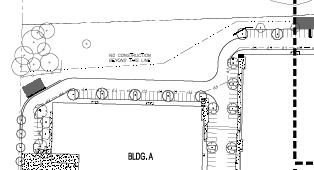 NO CONSTRUCTION
BEYOND THIS LINE
BLDG. A